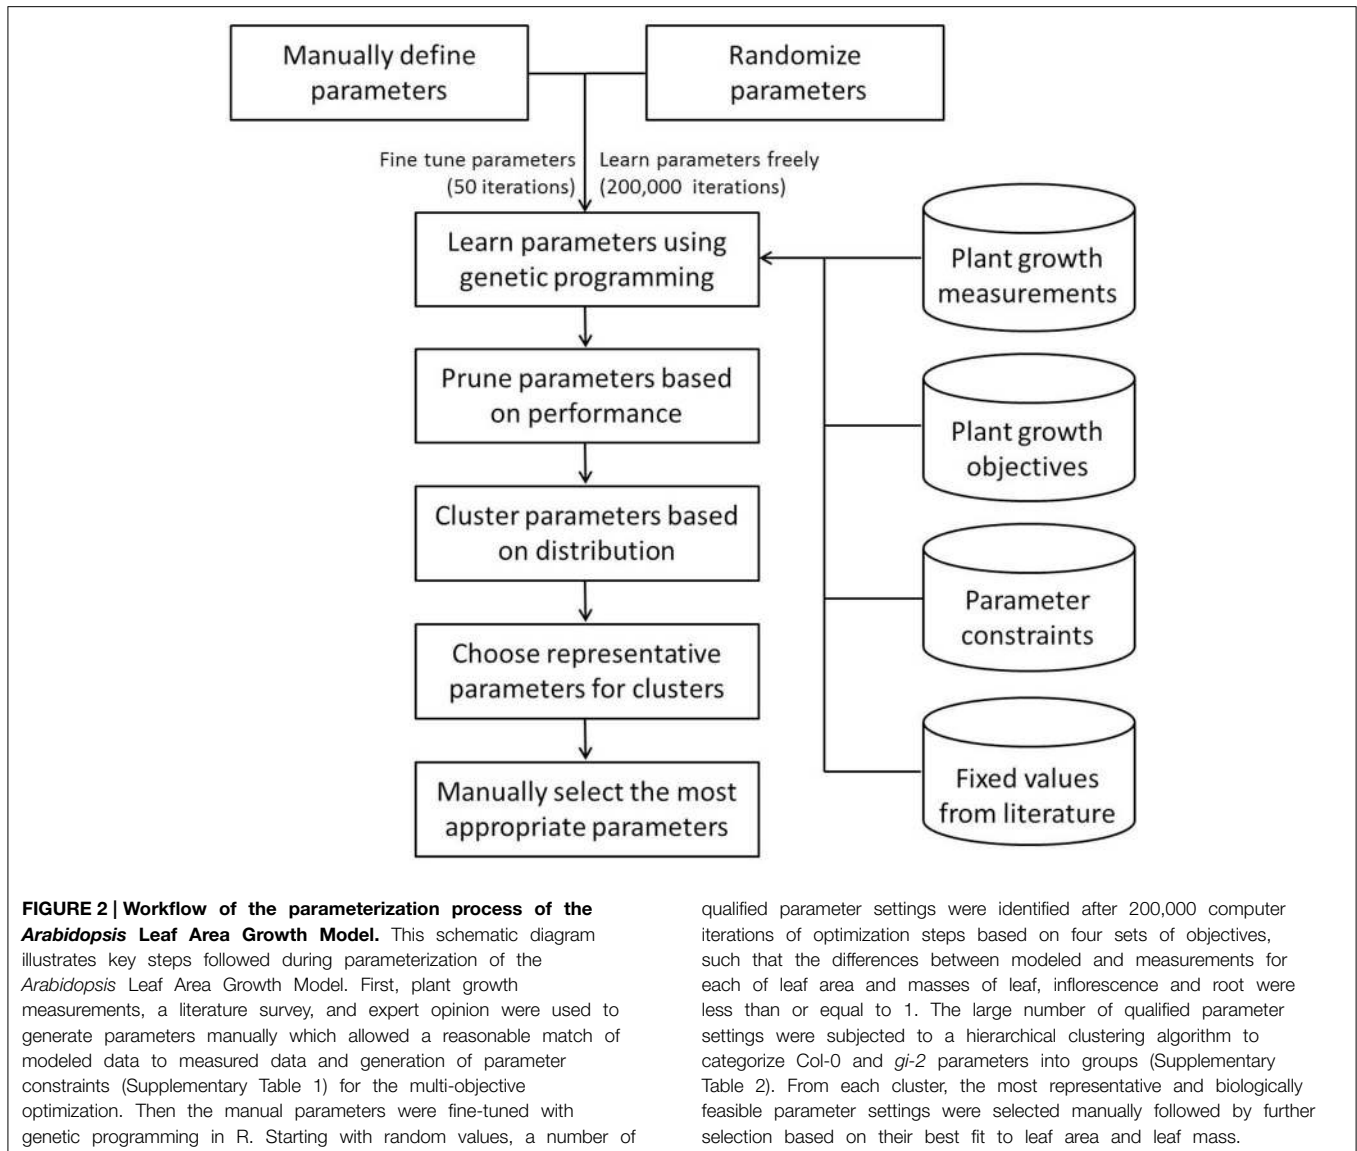 Manually define
parameters
Randomize
parameters
Fine tune parameters
(50 iterations)
Learn parameters freely
(200,000 iterations)
Learn parameters using
genetic programming
Prune parameters based
on performance
Cluster parameters based
on distribution
Choose representative
parameters for clusters
Manually select the most
appropriate parameters
Plant growth
measurements
Plant growth
objectives
Parameter
constraints
Fixed values
from literature
FIGURE 2 | Workflow of the parameterization process of the
Arabidopsis Leaf Area Growth Model. This schematic diagram
illustrates key steps followed during parameterization of the
Arabidopsis Leaf Area Growth Model. First, plant growth
measurements, a literature survey, and expert opinion were used to
generate parameters manually which allowed a reasonable match of
modeled data to measured data and generation of parameter
constraints (Supplementary Table 1) for the multi-objective
optimization. Then the manual parameters were fine-tuned with
genetic programming in R. Starting with random values, a number of
qualified parameter settings were identified after 200,000 computer
iterations of optimization steps based on four sets of objectives,
such that the differences between modeled and measurements for
each of leaf area and masses of leaf, inflorescence and root were
less than or equal to 1. The large number of qualified parameter
settings were subjected to a hierarchical clustering algorithm to
categorize Col-0 and gi-2 parameters into groups (Supplementary
Table 2). From each cluster, the most representative and biologically
feasible parameter settings were selected manually followed by further
selection based on their best fit to leaf area and leaf mass.